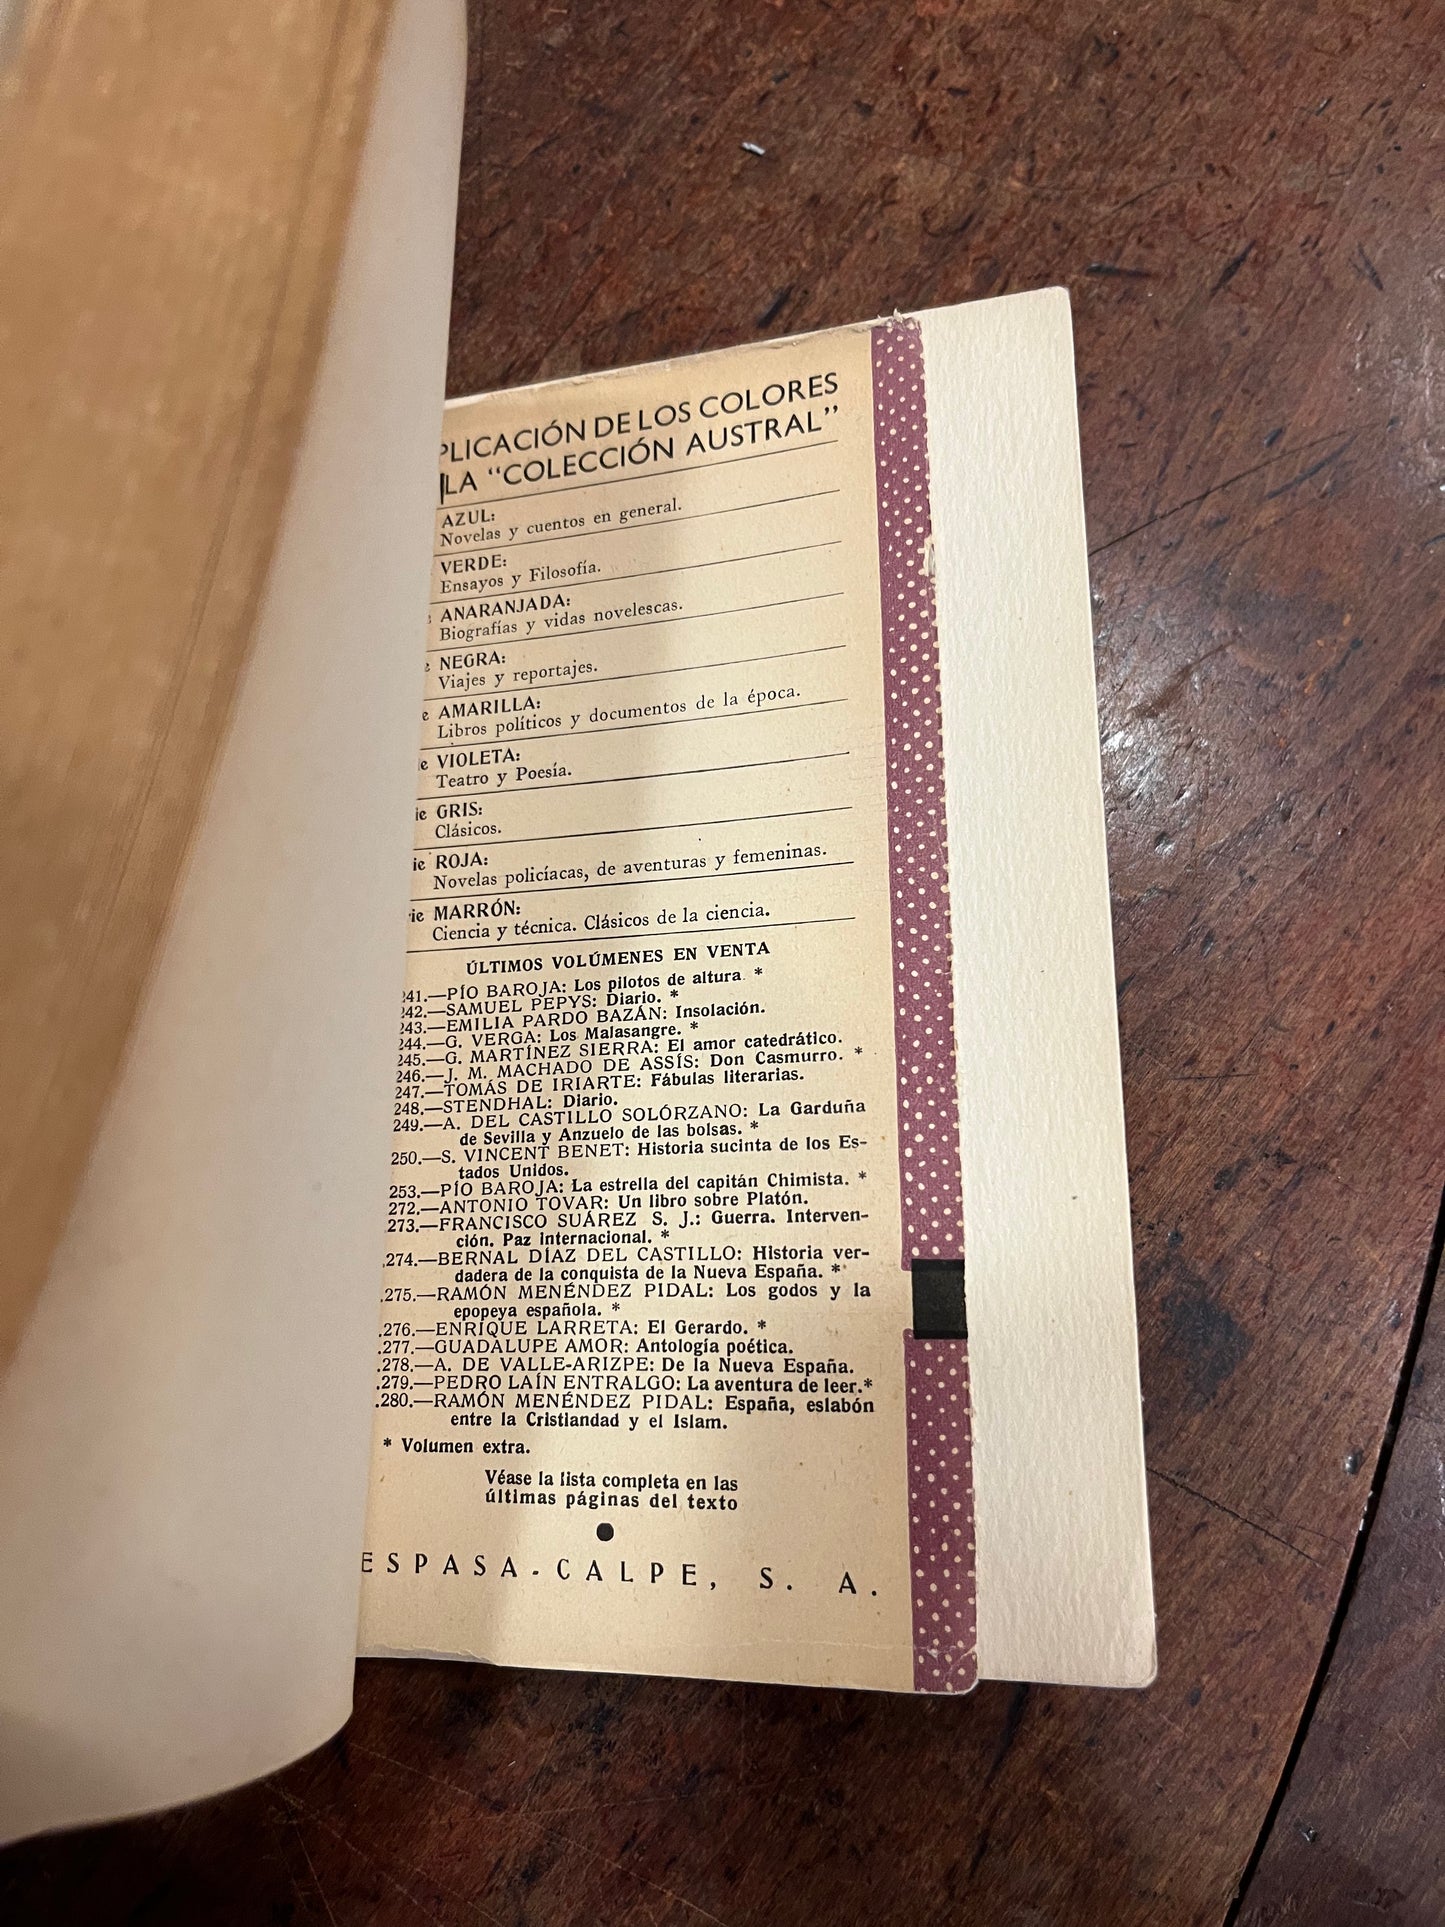 PLICACIÓN DE LOS COLORES
LA "COLECCIÓN AUSTRAL"
AZUL:
Novelas y cuentos en general.
VERDE:
Ensayos y Filosofía.
ANARANJADA:
Biografías y vidas novelescas.
e NEGRA:
Viajes y reportajes.
e AMARILLA:
Libros políticos y documentos de la época.
ie VIOLETA:
Teatro y Poesía.
ie GRIS:
Clásicos.
ie ROJA:
Novelas policíacas, de aventuras y femeninas.
rie MARRÓN:
Ciencia y técnica. Clásicos de la ciencia.
ÚLTIMOS VOLÚMENES EN VENTA
241.—PÍO BAROJA: Los pilotos de altura. *
242.—SAMUEL PEPYS: Diario. *
243.—EMILIA PARDO BAZÁN: Insolación.
244.—G. VERGA: Los Malasangre. *
245.—G. MARTÍNEZ SIERRA: El amor catedrático.
246.—J. M. MACHADO DE ASSÍS: Don Casmurro. *
247.—TOMÁS DE IRIARTE: Fábulas literarias.
248.—STENDHAL: Diario.
249.—A. DEL CASTILLO SOLÓRZANO: La Garduña
de Sevilla y Anzuelo de las bolsas. *
250.—S. VINCENT BENET: Historia sucinta de los Es-
tados Unidos.
253.—PÍO BAROJA: La estrella del capitán Chimista. *
272.—ANTONIO TOVAR: Un libro sobre Platón.
273.—FRANCISCO SUÁREZ S. J.: Guerra. Interven-
ción. Paz internacional. *
.274.—BERNAL DÍAZ DEL CASTILLO: Historia ver-
dadera de la conquista de la Nueva España. *
.275.—RAMÓN MENÉNDEZ PIDAL: Los godos y la
epopeya española. *
.276.—ENRIQUE LARRETA: El Gerardo. *
.277.—GUADALUPE AMOR: Antología poética.
.278.—A. DE VALLE-ARIZPE: De la Nueva España.
.279.—PEDRO LAÍN ENTRALGO: La aventura de leer.*
.280.—RAMÓN MENÉNDEZ PIDAL: España, eslabón
entre la Cristiandad y el Islam.
* Volumen extra.
Véase la lista completa en las
últimas páginas del texto
ESPASA-CALPE, S. A.